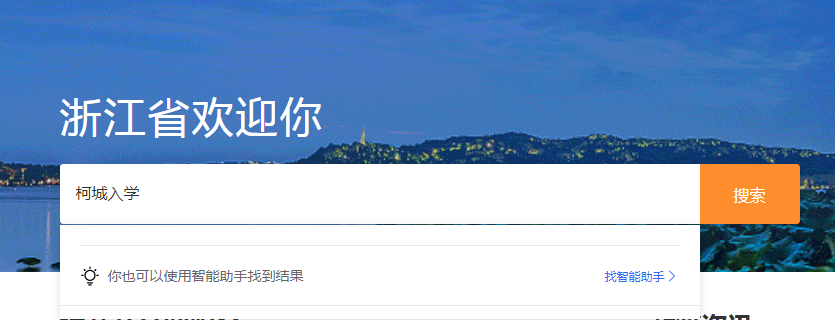 浙江省欢迎你
柯城入学
搜索
你也可以使用智能助手找到结果
找智能助手